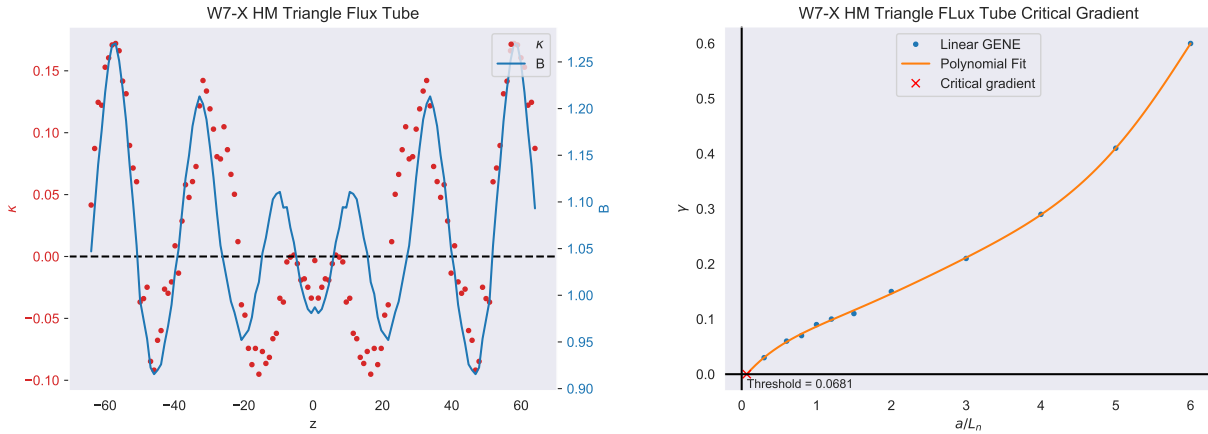 W7-X HM Triangle Flux Tube
κ
B
0.15
0.10
0.05
0.00
−0.05
−0.10
κ
1.25
1.20
1.15
1.10
1.05
1.00
0.95
0.90
B
−60 −40 −20 0 20 40 60
z
W7-X HM Triangle FLux Tube Critical Gradient
Linear GENE
Polynomial Fit
Critical gradient
0.6
0.5
0.4
0.3
0.2
0.1
0.0
γ
Threshold = 0.0681
0 1 2 3 4 5 6
a/Lₙ